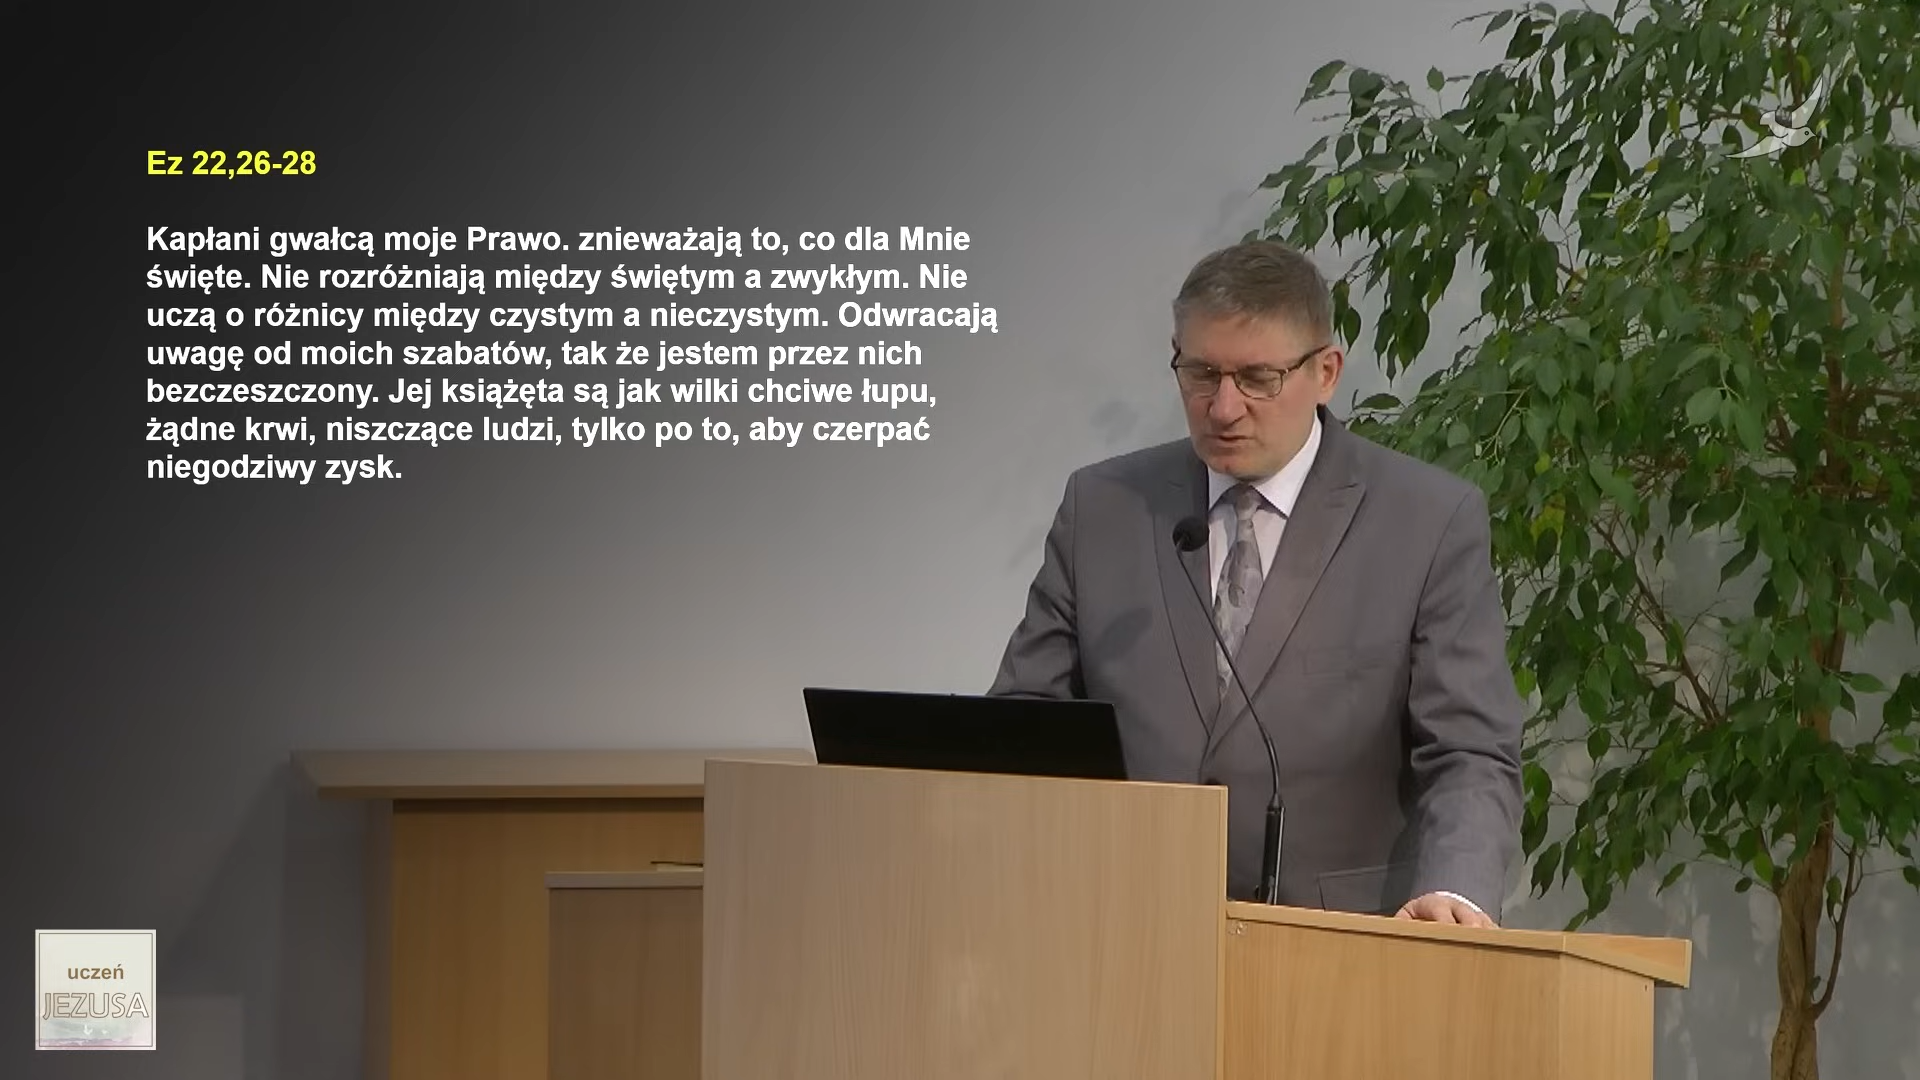 Ez 22,26-28
Kapłani gwałcą moje Prawo. znieważają to, co dla Mnie
święte. Nie rozróżniają między świętym a zwykłym. Nie
uczą o różnicy między czystym a nieczystym. Odwracają
uwagę od moich szabatów, tak że jestem przez nich
bezczeszczony. Jej książęta są jak wilki chciwe łupu,
żądne krwi, niszczące ludzi, tylko po to, aby czerpać
niegodziwy zysk.
uczeń
JEZUSA